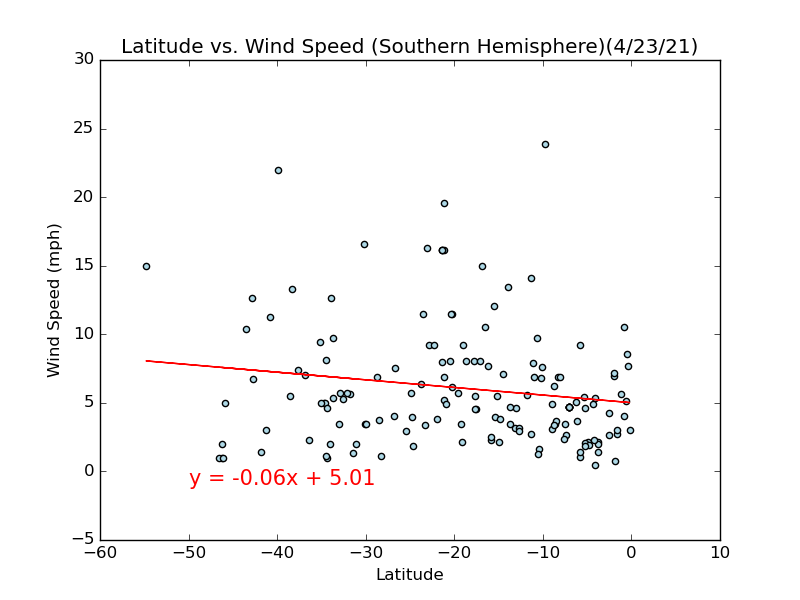 Latitude vs. Wind Speed (Southern Hemisphere)(4/23/21)
30
25
20
15
10
5
0
−5
Wind Speed (mph)
y = -0.06x + 5.01
−60 −50 −40 −30 −20 −10 0 10
Latitude